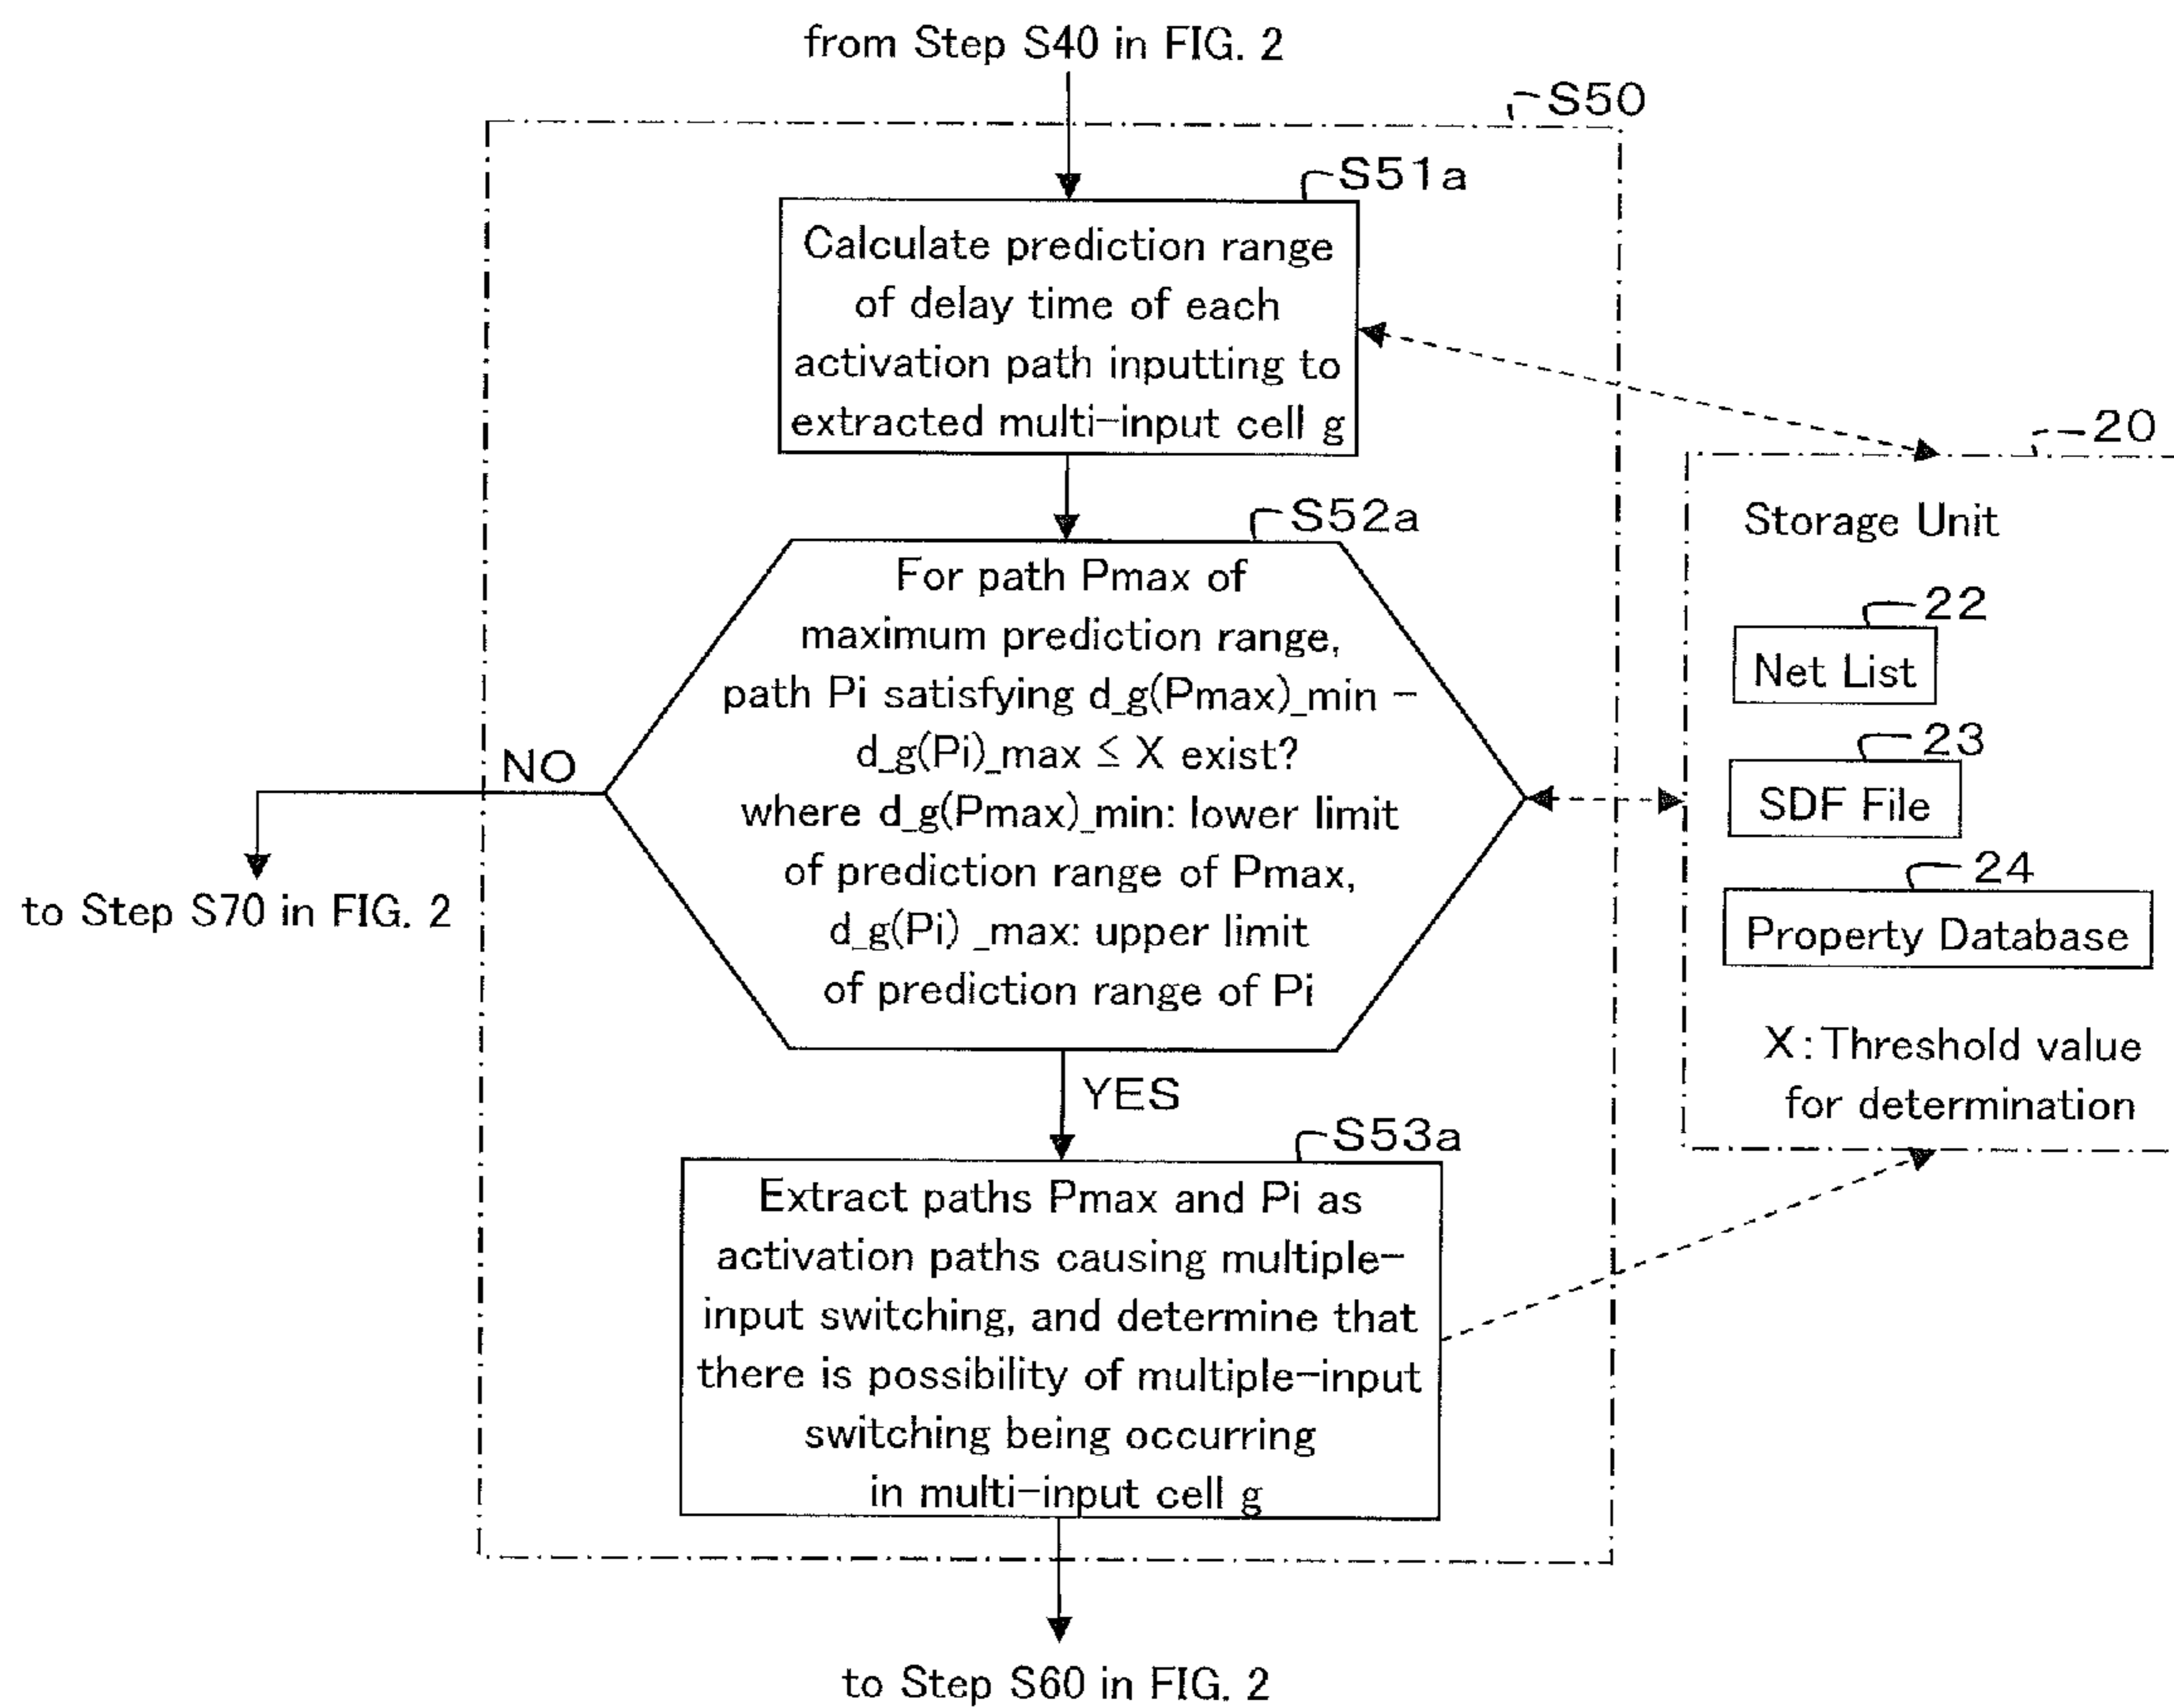 from Step S40 in FIG. 2
S50
S51a
Calculate prediction range
of delay time of each
activation path inputting to
extracted multi-input cell g
S52a
For path Pmax of
maximum prediction range,
path Pi satisfying d_g(Pmax)_min -
d_g(Pi)_max ≤ X exist?
where d_g(Pmax)_min: lower limit
of prediction range of Pmax,
d_g(Pi) _max: upper limit
of prediction range of Pi
NO
to Step S70 in FIG. 2
YES
S53a
Extract paths Pmax and Pi as
activation paths causing multiple-
input switching, and determine that
there is possibility of multiple-input
switching being occurring
in multi-input cell g
to Step S60 in FIG. 2
20
Storage Unit
22
Net List
23
SDF File
24
Property Database
X : Threshold value
for determination